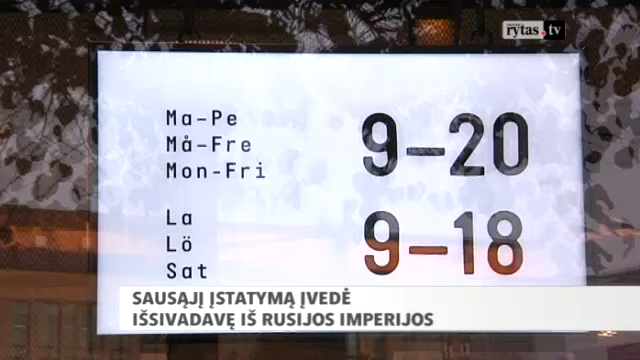 rytas.tv
Ma-Pe
Må-Fre
Mon-Fri
9-20
La
Lö
Sat
9-18
SAUSĄJĮ ĮSTATYMĄ ĮVEDĖ
IŠSIVADAVĘ IŠ RUSIJOS IMPERIJOS